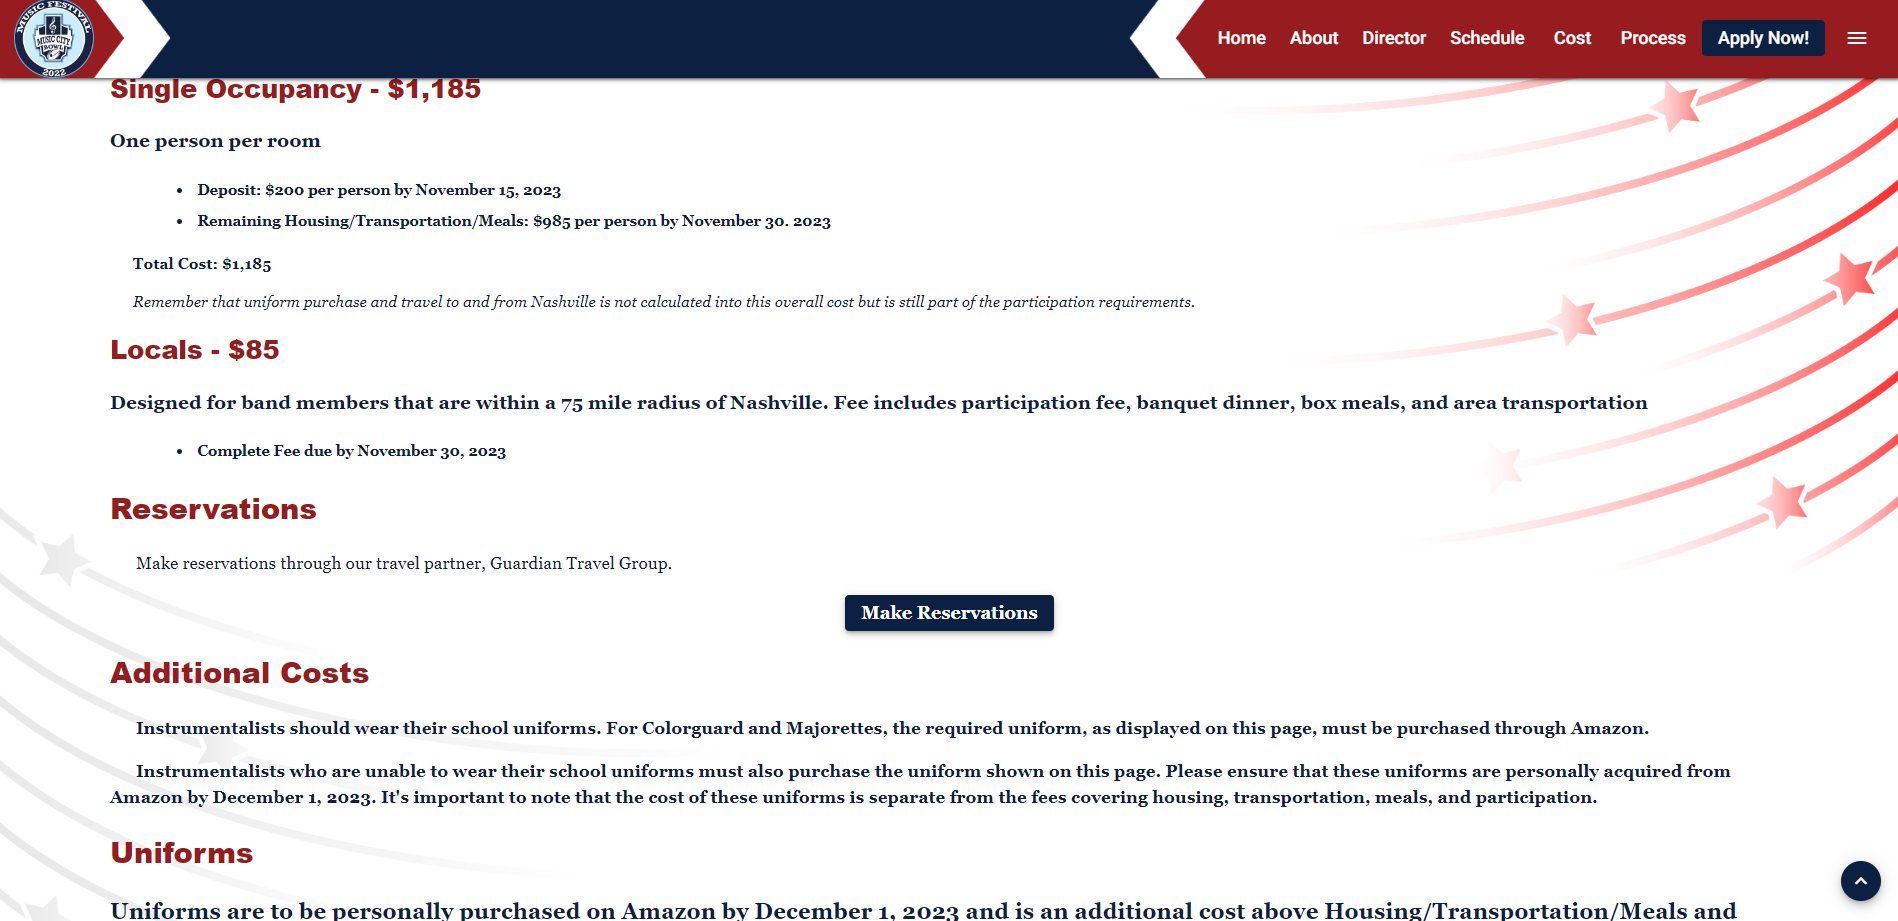 MUSIC FESTIVAL
MUSIC CITY
BOWL
2022
Home About Director Schedule Cost Process Apply Now!
Single Occupancy - $1,185
One person per room
• Deposit: $200 per person by November 15, 2023
• Remaining Housing/Transportation/Meals: $985 per person by November 30. 2023
Total Cost: $1,185
Remember that uniform purchase and travel to and from Nashville is not calculated into this overall cost but is still part of the participation requirements.
Locals - $85
Designed for band members that are within a 75 mile radius of Nashville. Fee includes participation fee, banquet dinner, box meals, and area transportation
• Complete Fee due by November 30, 2023
Reservations
Make reservations through our travel partner, Guardian Travel Group.
Make Reservations
Additional Costs
Instrumentalists should wear their school uniforms. For Colorguard and Majorettes, the required uniform, as displayed on this page, must be purchased through Amazon.
Instrumentalists who are unable to wear their school uniforms must also purchase the uniform shown on this page. Please ensure that these uniforms are personally acquired from
Amazon by December 1, 2023. It's important to note that the cost of these uniforms is separate from the fees covering housing, transportation, meals, and participation.
Uniforms
Uniforms are to be personally purchased on Amazon by December 1, 2023 and is an additional cost above Housing/Transportation/Meals and